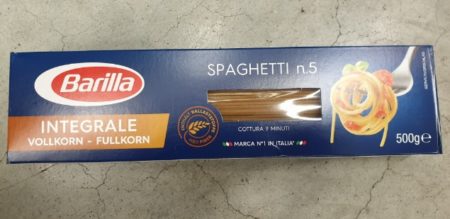 Barilla
INTEGRALE
VOLLKORN - FULLKORN
SPAGHETTI n.5
COTTURA 9 MINUTI
MARCA N°1 IN ITALIA*
500g e